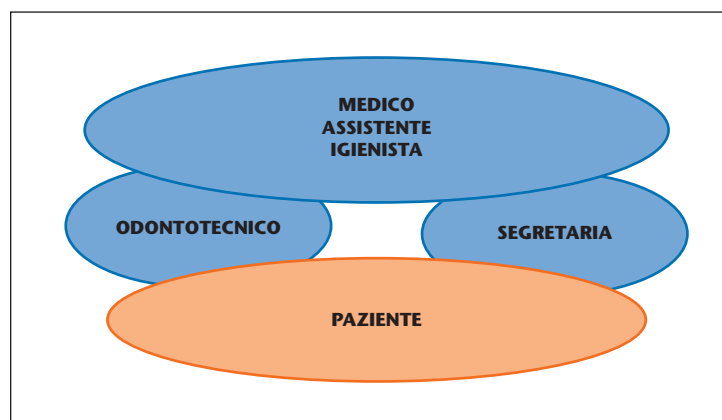 MEDICO
ASSISTENTE
IGIENISTA
ODONTOTECNICO
SEGRETARIA
PAZIENTE